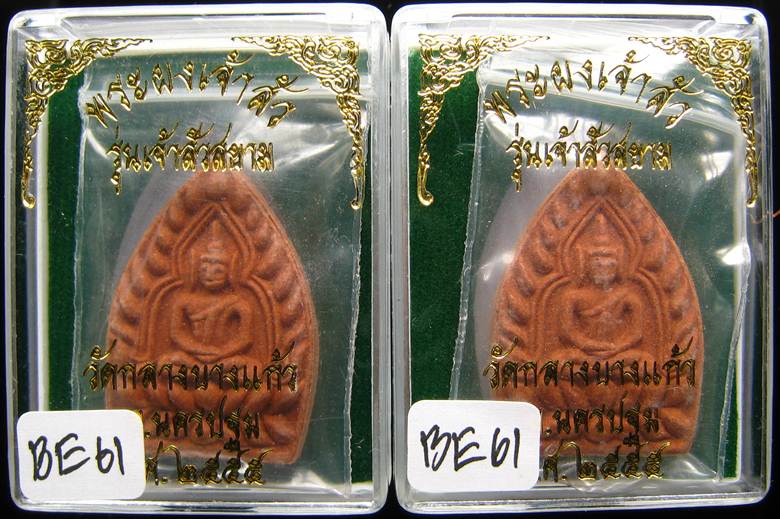 พระผงเจ้าสัว
รุ่นเจ้าสัวสยาม
วัดกลางบางแก้ว
.นครปฐม
ศ.๒๕๕๕
BE61
พระผงเจ้าสัว
รุ่นเจ้าสัวสยาม
วัดกลางบางแก้ว
.นครปฐม
ศ.๒๕๕๕
BE61